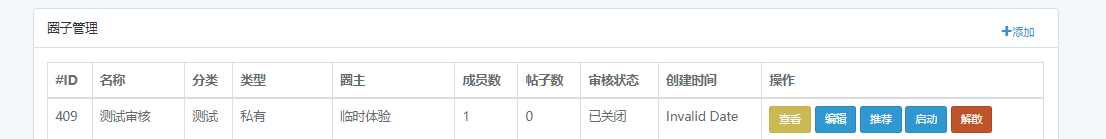 圈子管理
+添加
#ID 名称 分类 类型 圈主 成员数 帖子数 审核状态 创建时间 操作
409 测试审核 测试 私有 临时体验 1 0 已关闭 Invalid Date 查看 编辑 推荐 启动 解散